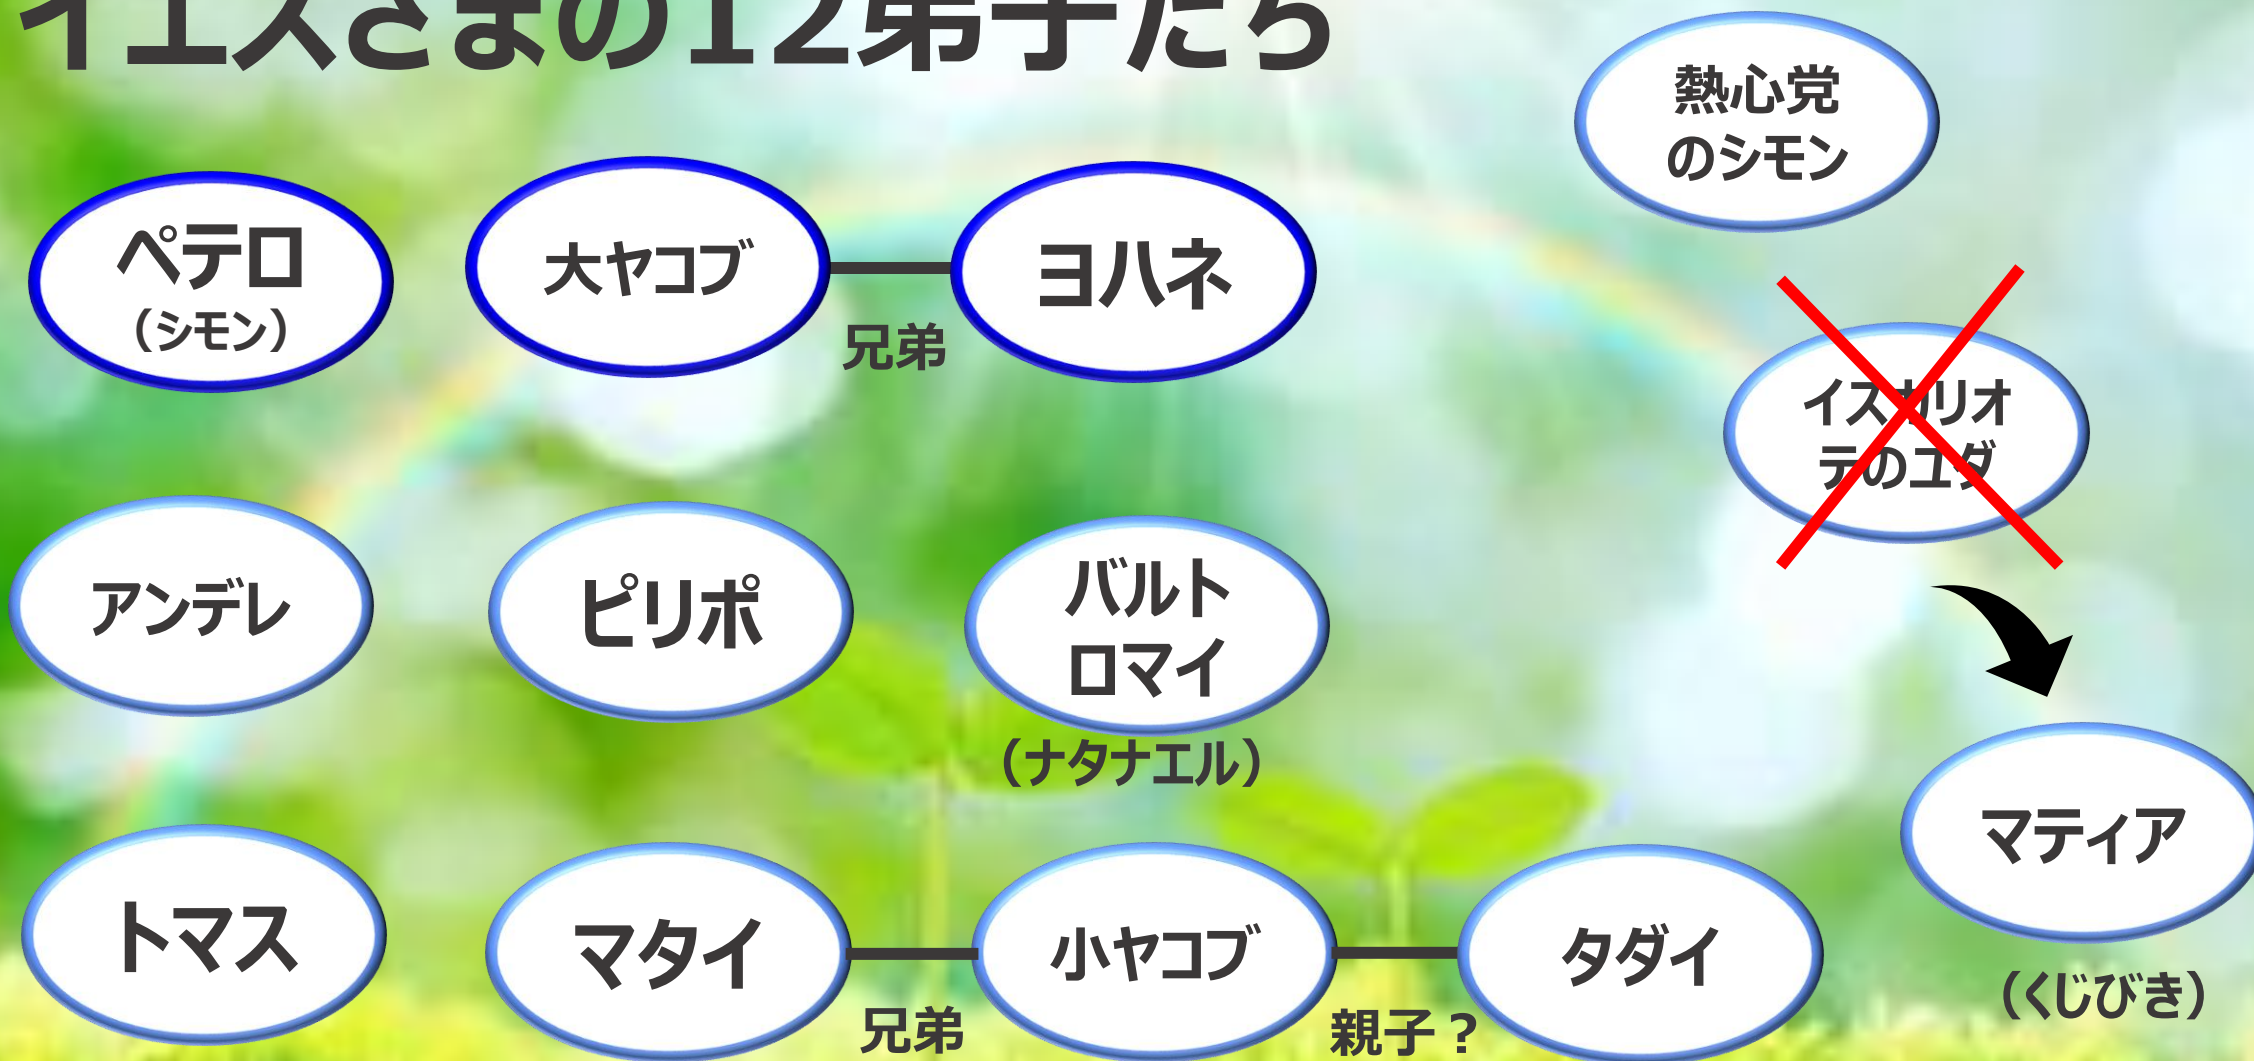 イエスさまの12弟子たち
熱心党
のシモン
ペテロ
（シモン）
大ヤコブ
兄弟
ヨハネ
イスカリオ
テのユダ
アンデレ
ピリポ
バルト
ロマイ
（ナタナエル）
マティア
（くじびき）
トマス
マタイ
兄弟
小ヤコブ
親子？
タダイ